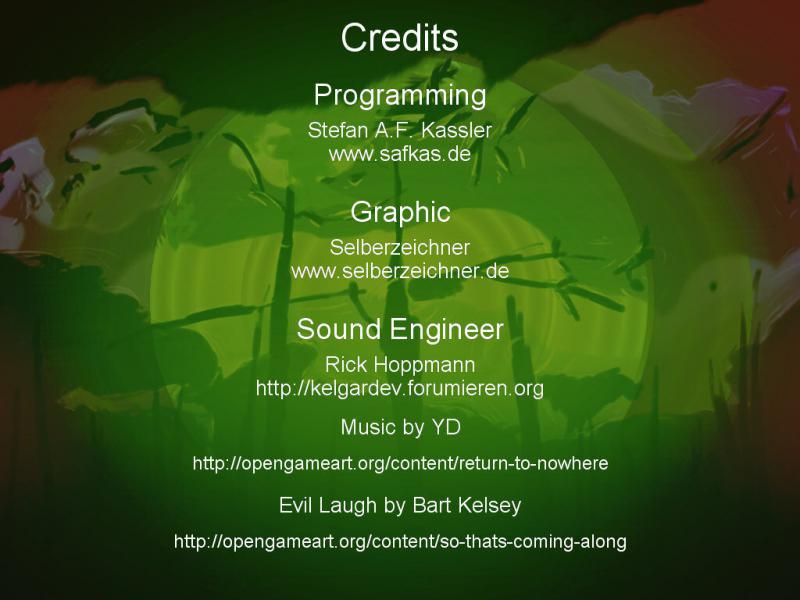 Credits
Programming
Stefan A.F. Kassler
www.safkas.de
Graphic
Selberzeichner
www.selberzeichner.de
Sound Engineer
Rick Hoppmann
http://kelgardev.forumieren.org
Music by YD
http://opengameart.org/content/return-to-nowhere
Evil Laugh by Bart Kelsey
http://opengameart.org/content/so-thats-coming-along